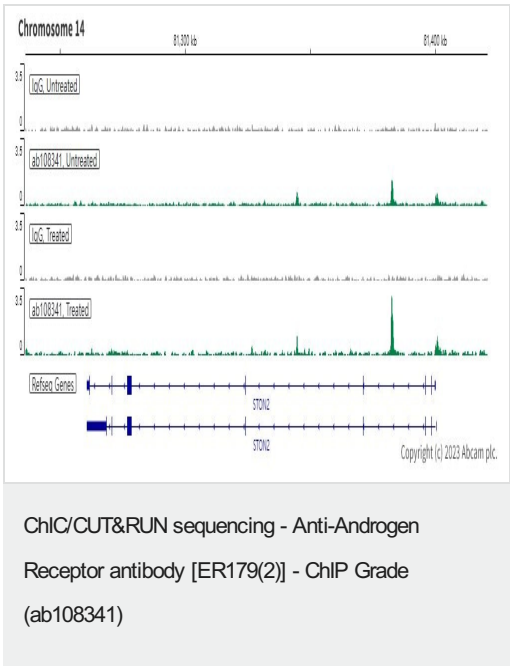 Chromosome 14
81,300 kb
81,400 kb
3.5
IgG, Untreated
0
3.5
ab108341, Untreated
0
3.5
IgG, Treated
0
3.5
ab108341, Treated
0
Refseq Genes
STON2
STON2
Copyright (c) 2023 Abcam plc.
ChIC/CUT&RUN sequencing - Anti-Androgen
Receptor antibody [ER179(2)] - ChIP Grade
(ab108341)